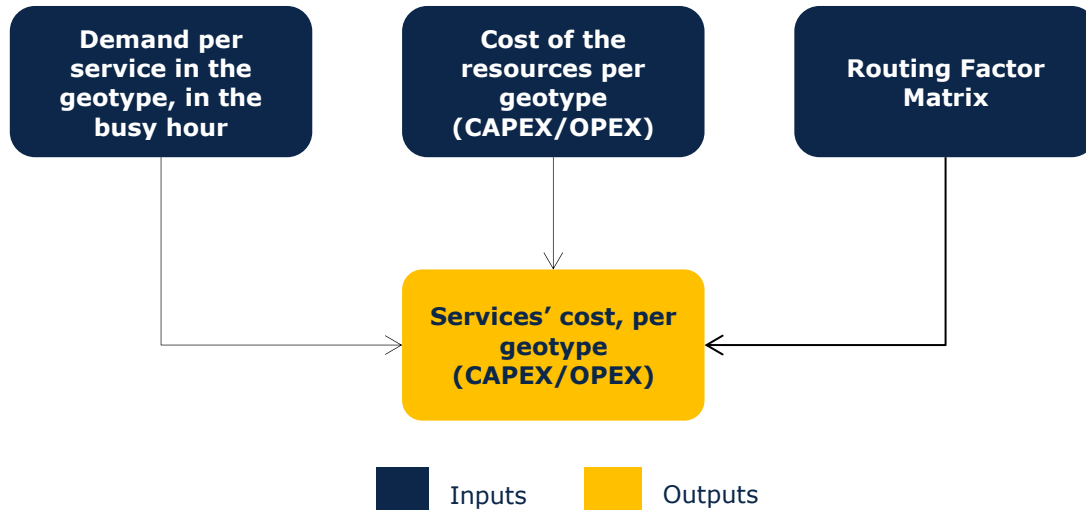 Demand per
service in the
geotype, in the
busy hour
Cost of the
resources per
geotype
(CAPEX/OPEX)
Routing Factor
Matrix
Services’ cost, per
geotype
(CAPEX/OPEX)
Inputs
Outputs